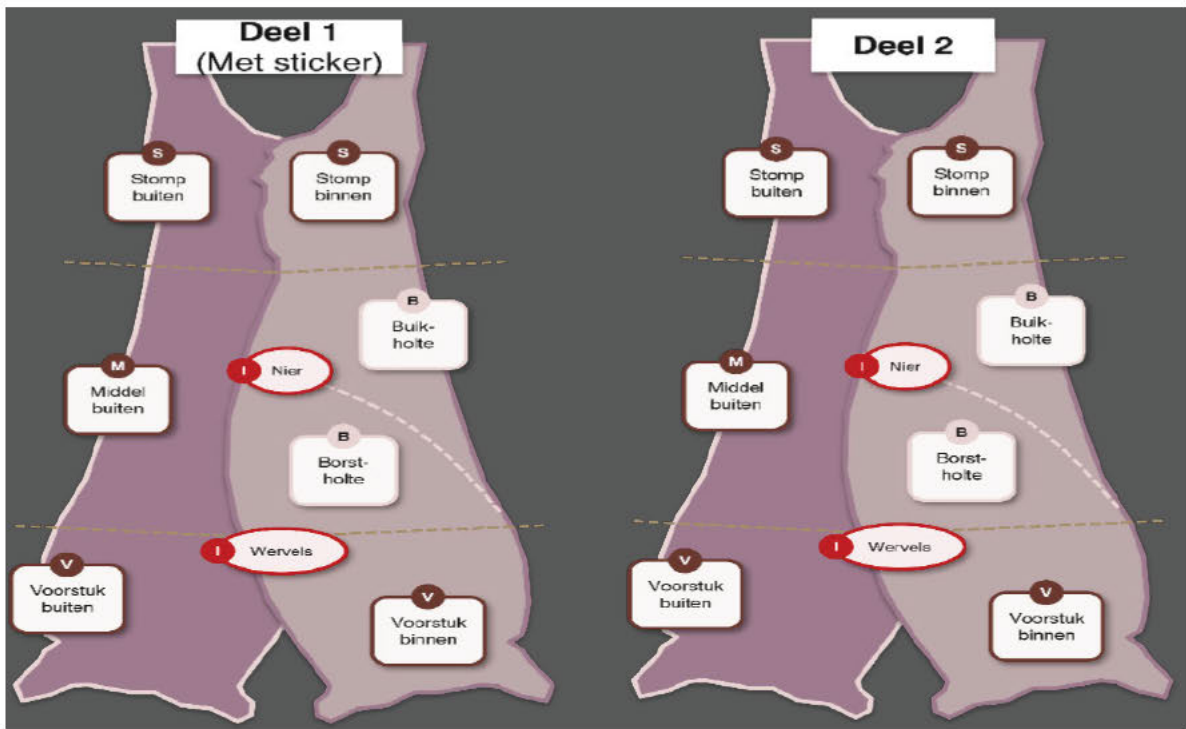 Deel 1
(Met sticker)
S
Stomp
buiten
S
Stomp
binnen
B
Buik-
holte
I Nier
M
Middel
buiten
B
Borst-
holte
I Wervels
V
Voorstuk
buiten
V
Voorstuk
binnen
Deel 2
S
Stomp
buiten
S
Stomp
binnen
B
Buik-
holte
I Nier
M
Middel
buiten
B
Borst-
holte
I Wervels
V
Voorstuk
buiten
V
Voorstuk
binnen